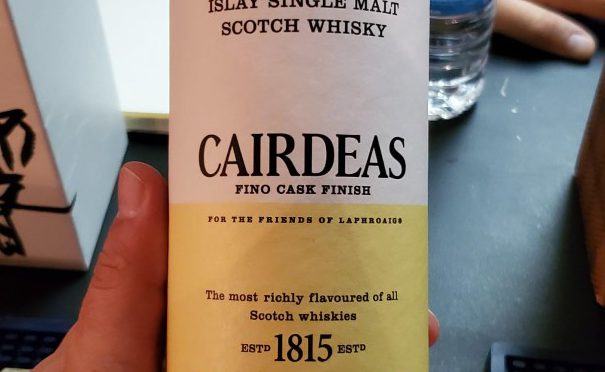 ISLAY SINGLE MALT
SCOTCH WHISKY
CAIRDEAS
FINO CASK FINISH
FOR THE FRIENDS OF LAPHROAIG®
The most richly flavoured of all
Scotch whiskies
ESTD 1815 ESTD